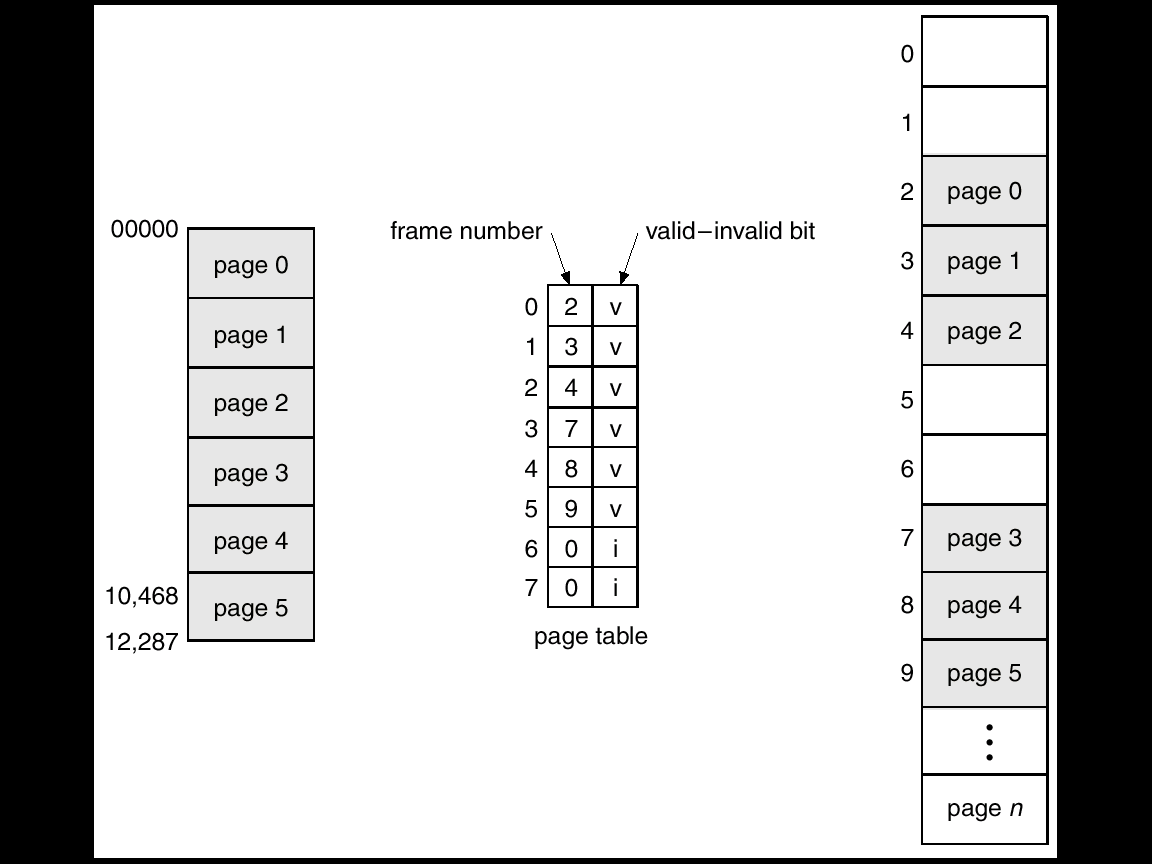 00000
page 0
page 1
page 2
page 3
page 4
10,468
page 5
12,287
frame number
valid–invalid bit
0 2 v
1 3 v
2 4 v
3 7 v
4 8 v
5 9 v
6 0 i
7 0 i
page table
0
1
2 page 0
3 page 1
4 page 2
5
6
7 page 3
8 page 4
9 page 5
page n